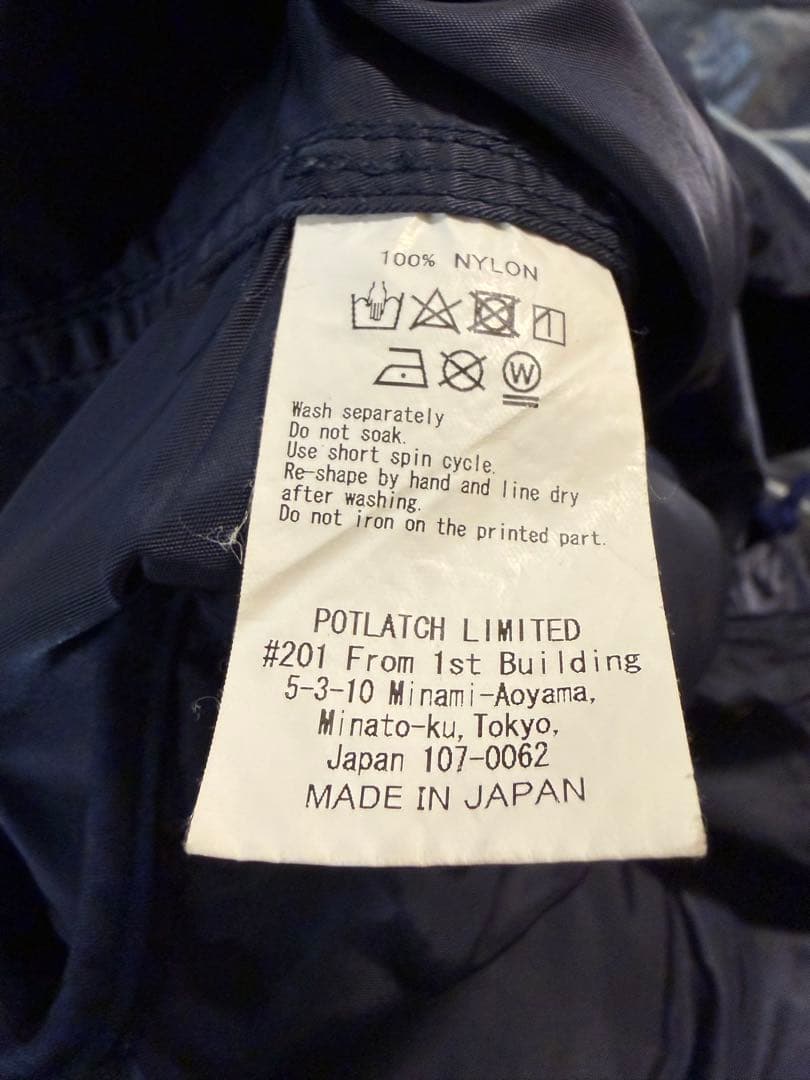 100% NYLON
W
Wash separately
Do not soak.
Use short spin cycle.
Re-shape by hand and line dry
after washing.
Do not iron on the printed part.
POTLATCH LIMITED
#201 From 1st Building
5-3-10 Minami-Aoyama,
Minato-ku, Tokyo,
Japan 107-0062
MADE IN JAPAN